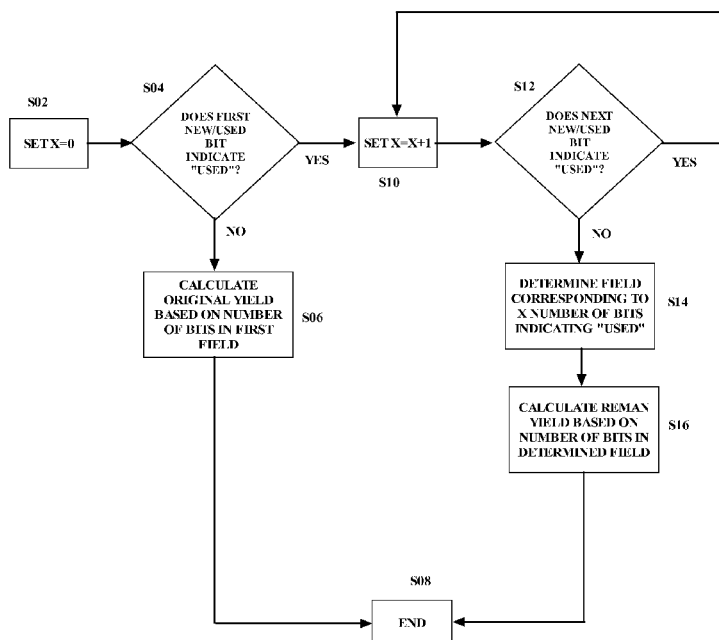 S02
SET X=0
S04
DOES FIRST
NEW/USED
BIT
INDICATE
"USED"?
YES
NO
SET X=X+1
S10
S12
DOES NEXT
NEW/USED
BIT
INDICATE
"USED"?
YES
NO
CALCULATE
ORIGINAL YIELD
BASED ON NUMBER
OF BITS IN FIRST
FIELD
S06
DETERMINE FIELD
CORRESPONDING TO
X NUMBER OF BITS
INDICATING "USED"
S14
CALCULATE REMAN
YIELD BASED ON
NUMBER OF BITS IN
DETERMINED FIELD
S16
S08
END